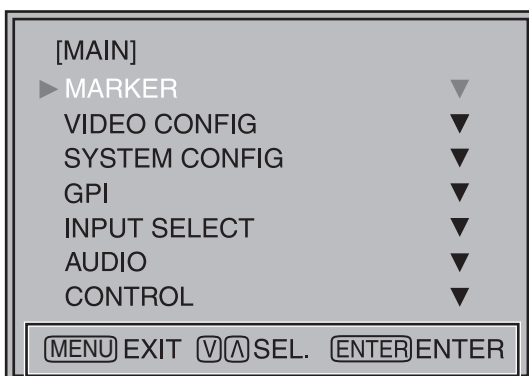 [MAIN]
▶ MARKER ▼
VIDEO CONFIG ▼
SYSTEM CONFIG ▼
GPI ▼
INPUT SELECT ▼
AUDIO ▼
CONTROL ▼
MENU EXIT V Λ SEL. ENTER ENTER